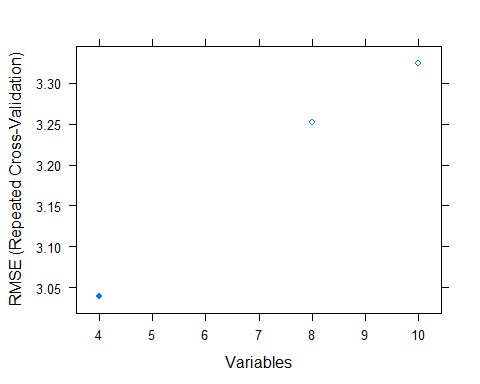 RMSE (Repeated Cross-Validation)
3.30
3.25
3.20
3.15
3.10
3.05
4 5 6 7 8 9 10
Variables